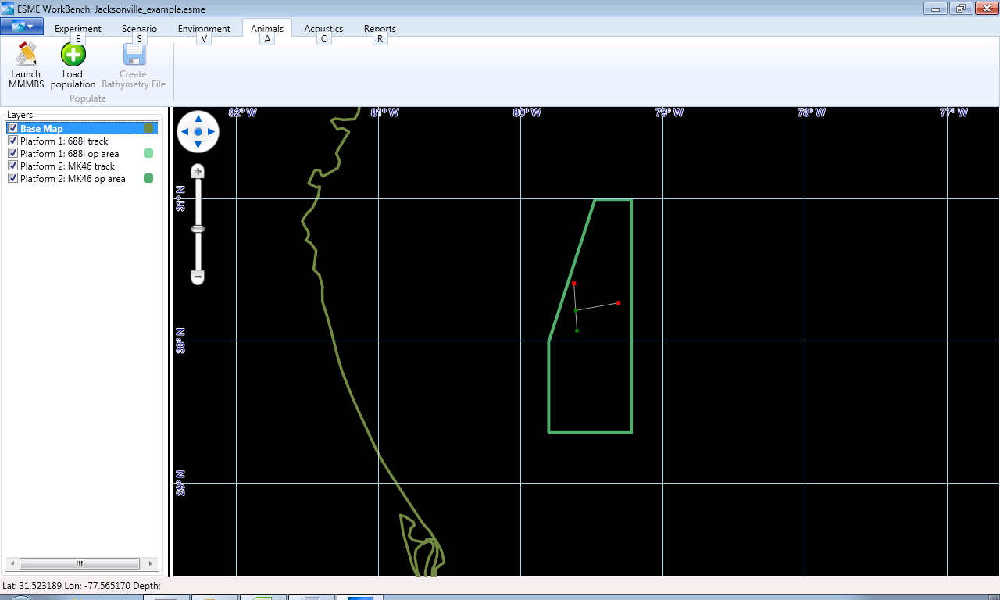 ESME WorkBench: Jacksonville_example.esme
Experiment Scenario Environment Animals Acoustics Reports
E S V A C R
Launch MMMBS
Load population
Create Bathymetry File
Populate
Layers
Base Map
Platform 1: 688i track
Platform 1: 688i op area
Platform 2: MK46 track
Platform 2: MK46 op area
82° W 81° W 80° W 79° W 78° W 77° W
31° N
30° N
29° N
Lat: 31.523189 Lon: -77.565170 Depth: